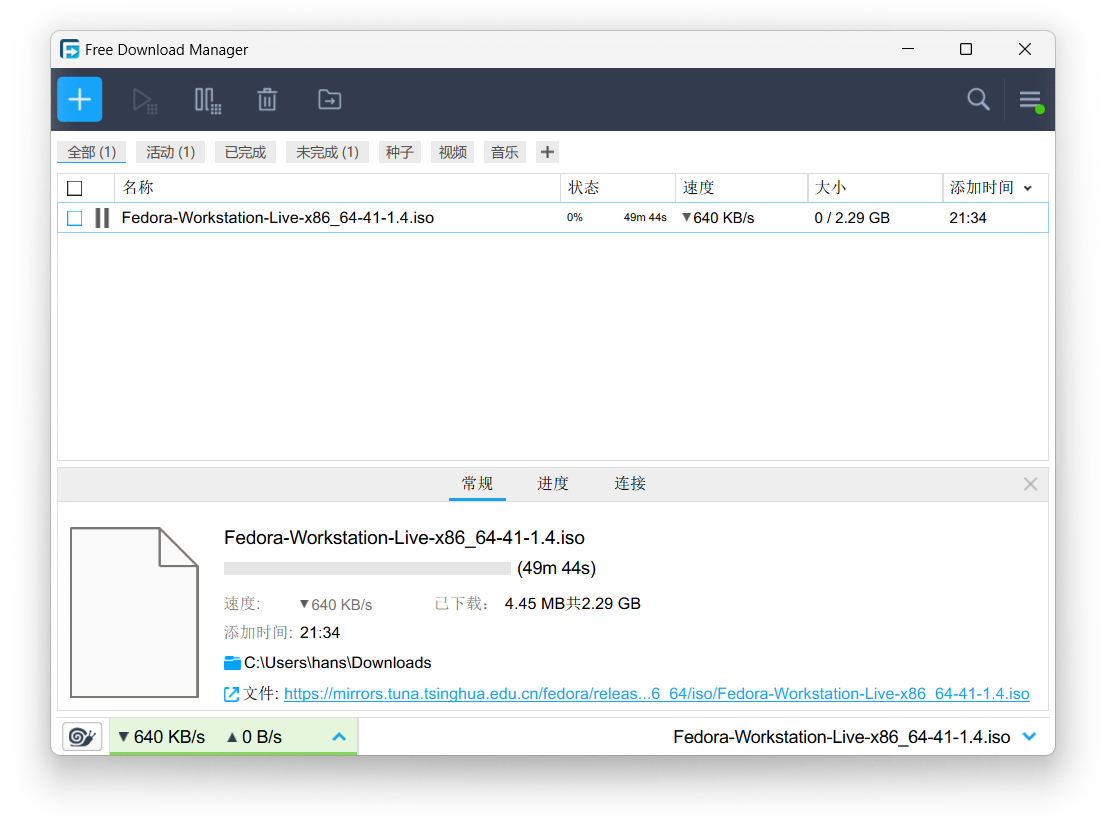 Free Download Manager
全部 (1) 活动 (1) 已完成 未完成 (1) 种子 视频 音乐
名称 状态 速度 大小 添加时间
Fedora-Workstation-Live-x86_64-41-1.4.iso 0% 49m 44s ▼640 KB/s 0 / 2.29 GB 21:34
常规 进度 连接
Fedora-Workstation-Live-x86_64-41-1.4.iso
(49m 44s)
速度: ▼640 KB/s 已下载: 4.45 MB共2.29 GB
添加时间: 21:34
C:\Users\hans\Downloads
文件: https://mirrors.tuna.tsinghua.edu.cn/fedora/releas...6_64/iso/Fedora-Workstation-Live-x86_64-41-1.4.iso
▼ 640 KB/s ▲ 0 B/s Fedora-Workstation-Live-x86_64-41-1.4.iso